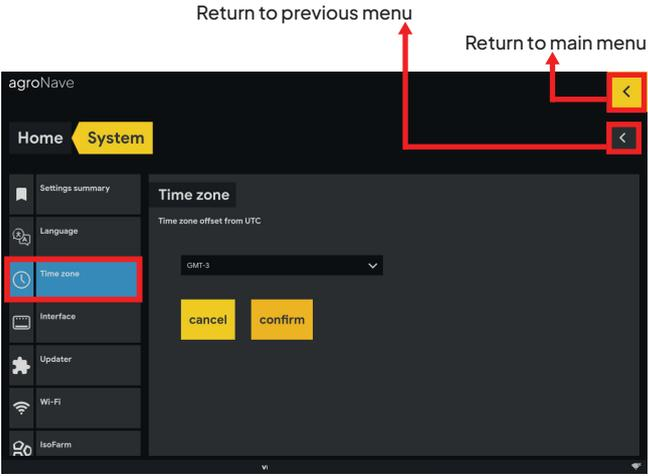 Return to previous menu
Return to main menu
agroNave
Home System
Settings summary
Time zone
Time zone offset from UTC
Language
Time zone
GMT-3
Interface
cancel confirm
Updater
Wi-Fi
IsoFarm